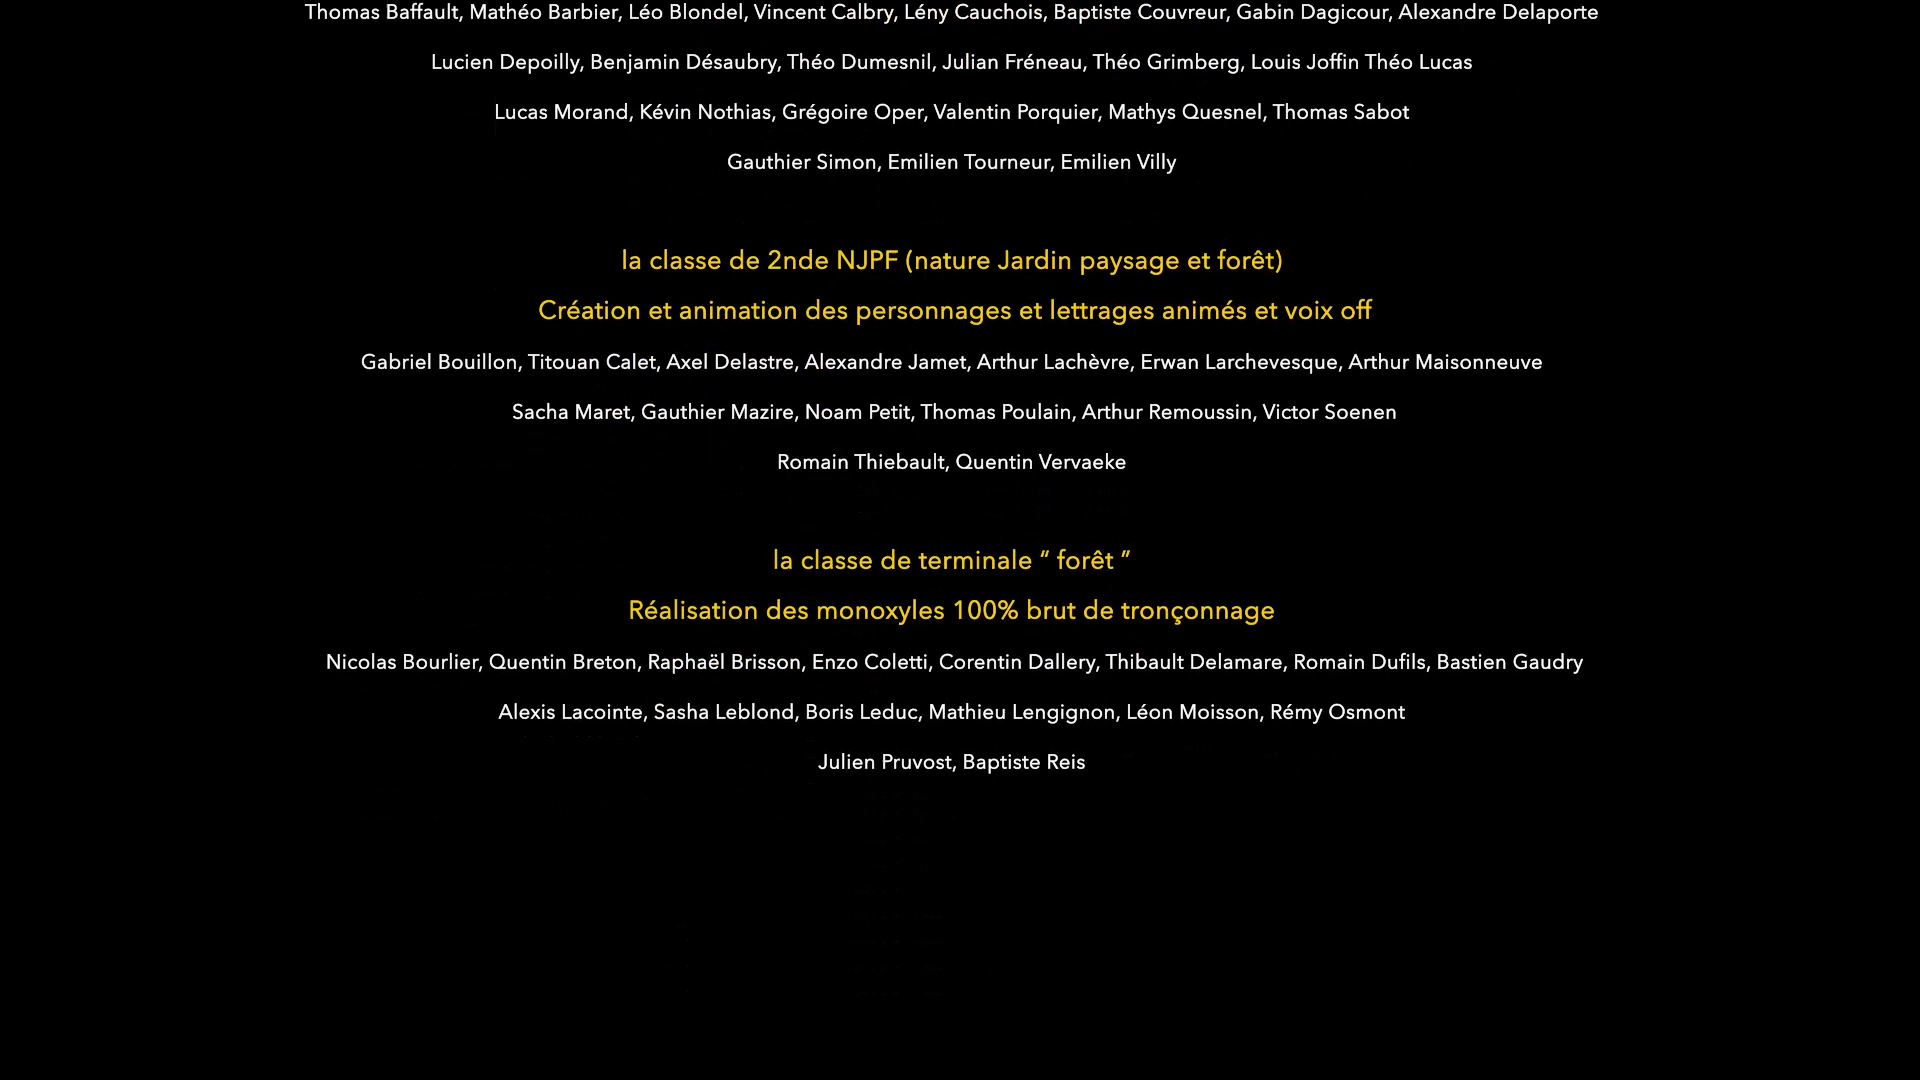 Thomas Baffault, Mathéo Barbier, Léo Blondel, Vincent Calbry, Lény Cauchois, Baptiste Couvreur, Gabin Dagicour, Alexandre Delaporte
Lucien Depoilly, Benjamin Désaubry, Théo Dumesnil, Julian Fréneau, Théo Grimberg, Louis Joffin Théo Lucas
Lucas Morand, Kévin Nothias, Grégoire Oper, Valentin Porquier, Mathys Quesnel, Thomas Sabot
Gauthier Simon, Emilien Tourneur, Emilien Villy
la classe de 2nde NJPF (nature Jardin paysage et forêt)
Création et animation des personnages et lettrages animés et voix off
Gabriel Bouillon, Titouan Calet, Axel Delastre, Alexandre Jamet, Arthur Lachèvre, Erwan Larchevesque, Arthur Maisonneuve
Sacha Maret, Gauthier Mazire, Noam Petit, Thomas Poulain, Arthur Remoussin, Victor Soenen
Romain Thiebault, Quentin Vervaeke
la classe de terminale “ forêt ”
Réalisation des monoxyles 100% brut de tronçonnage
Nicolas Bourlier, Quentin Breton, Raphaël Brisson, Enzo Coletti, Corentin Dallery, Thibault Delamare, Romain Dufils, Bastien Gaudry
Alexis Lacointe, Sasha Leblond, Boris Leduc, Mathieu Lengignon, Léon Moisson, Rémy Osmont
Julien Pruvost, Baptiste Reis